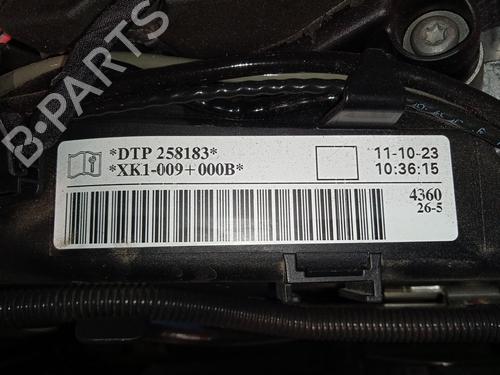 B-PARTS
*DTP 258183*
*XK1-009+000B*
11-10-23
10:36:15
4360
26-5